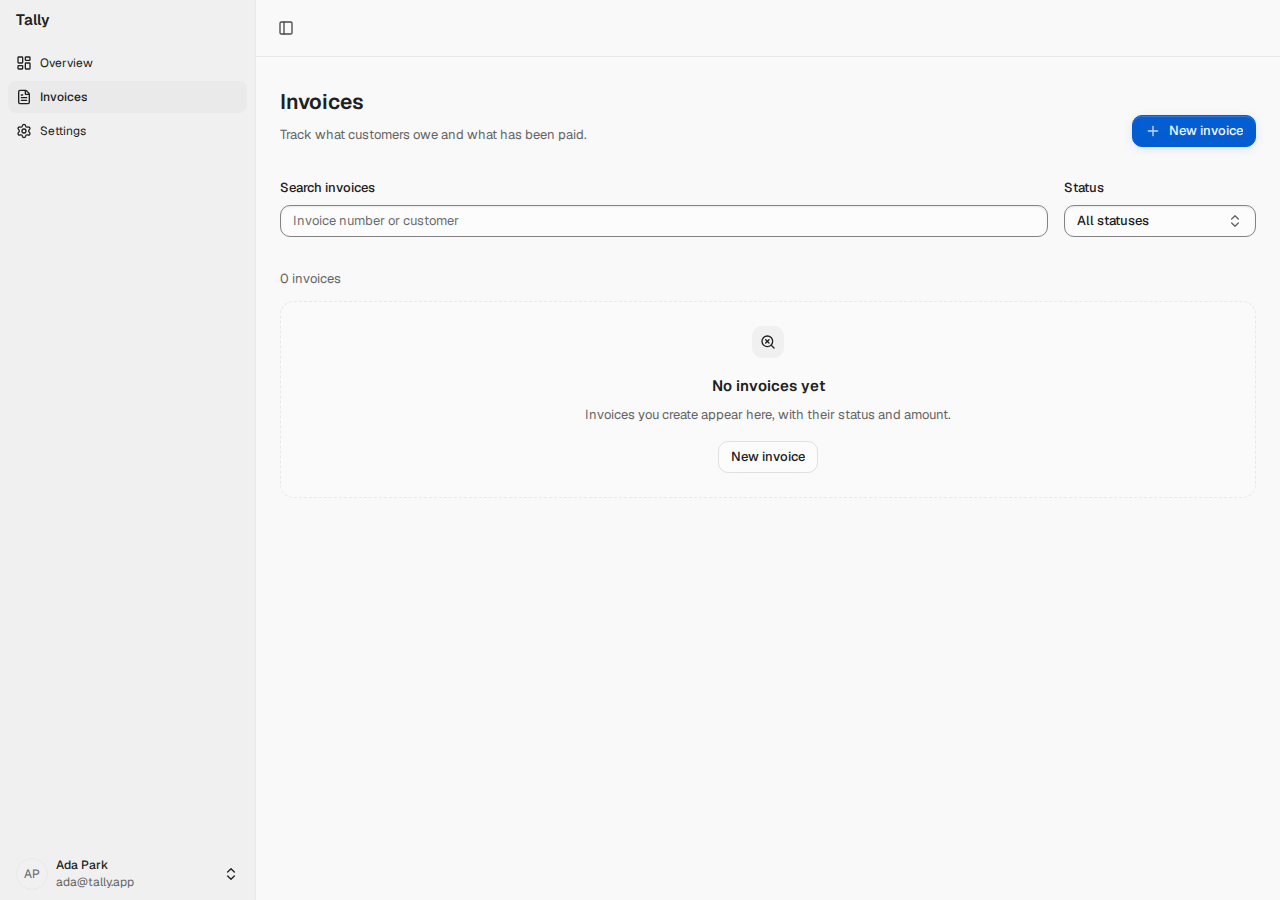 Tally
Overview
Invoices
Settings
Invoices
Track what customers owe and what has been paid.
New invoice
Search invoices
Invoice number or customer
Status
All statuses
0 invoices
No invoices yet
Invoices you create appear here, with their status and amount.
New invoice
AP
Ada Park
ada@tally.app